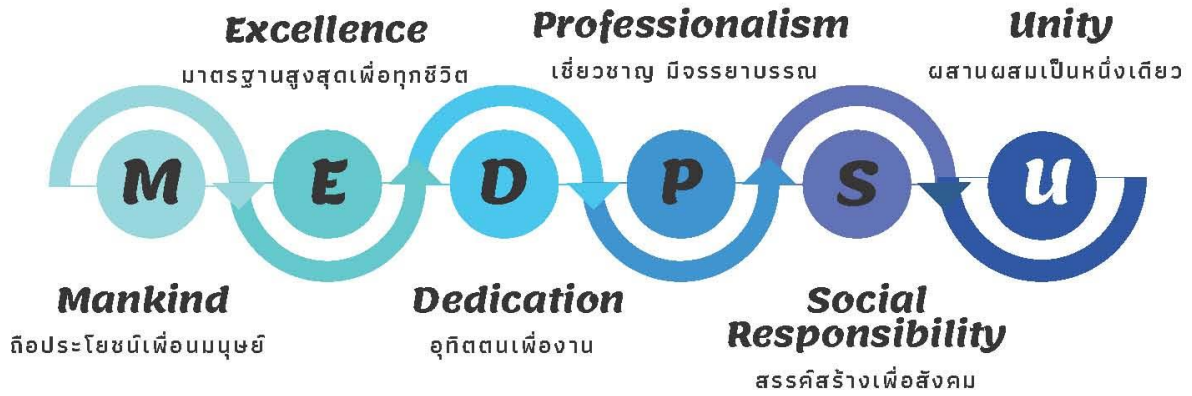 Excellence
มาตรฐานสูงสุดเพื่อทุกชีวิต
Professionalism
เชี่ยวชาญ มีจรรยาบรรณ
Unity
ผสานผสมเป็นหนึ่งเดียว
M
E
D
P
S
U
Mankind
ถือประโยชน์เพื่อนมนุษย์
Dedication
อุทิตตนเพื่องาน
Social
Responsibility
สรรค์สร้างเพื่อสังคม